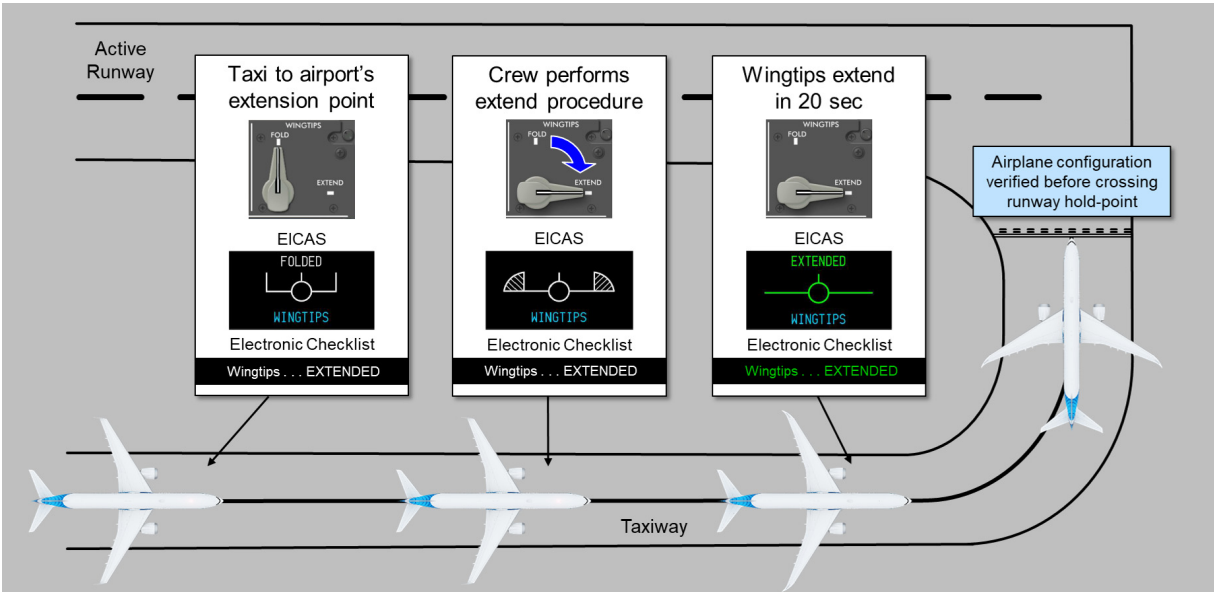 Active
Runway
Taxi to airport's
extension point
WINGTIPS
FOLD
EXTEND
EICAS
FOLDED
WINGTIPS
Electronic Checklist
Wingtips . . . EXTENDED
Crew performs
extend procedure
WINGTIPS
FOLD
EXTEND
EICAS
WINGTIPS
Electronic Checklist
Wingtips . . . EXTENDED
Wingtips extend
in 20 sec
WINGTIPS
FOLD
EXTEND
EICAS
EXTENDED
WINGTIPS
Electronic Checklist
Wingtips . . . EXTENDED
Airplane configuration
verified before crossing
runway hold-point
Taxiway